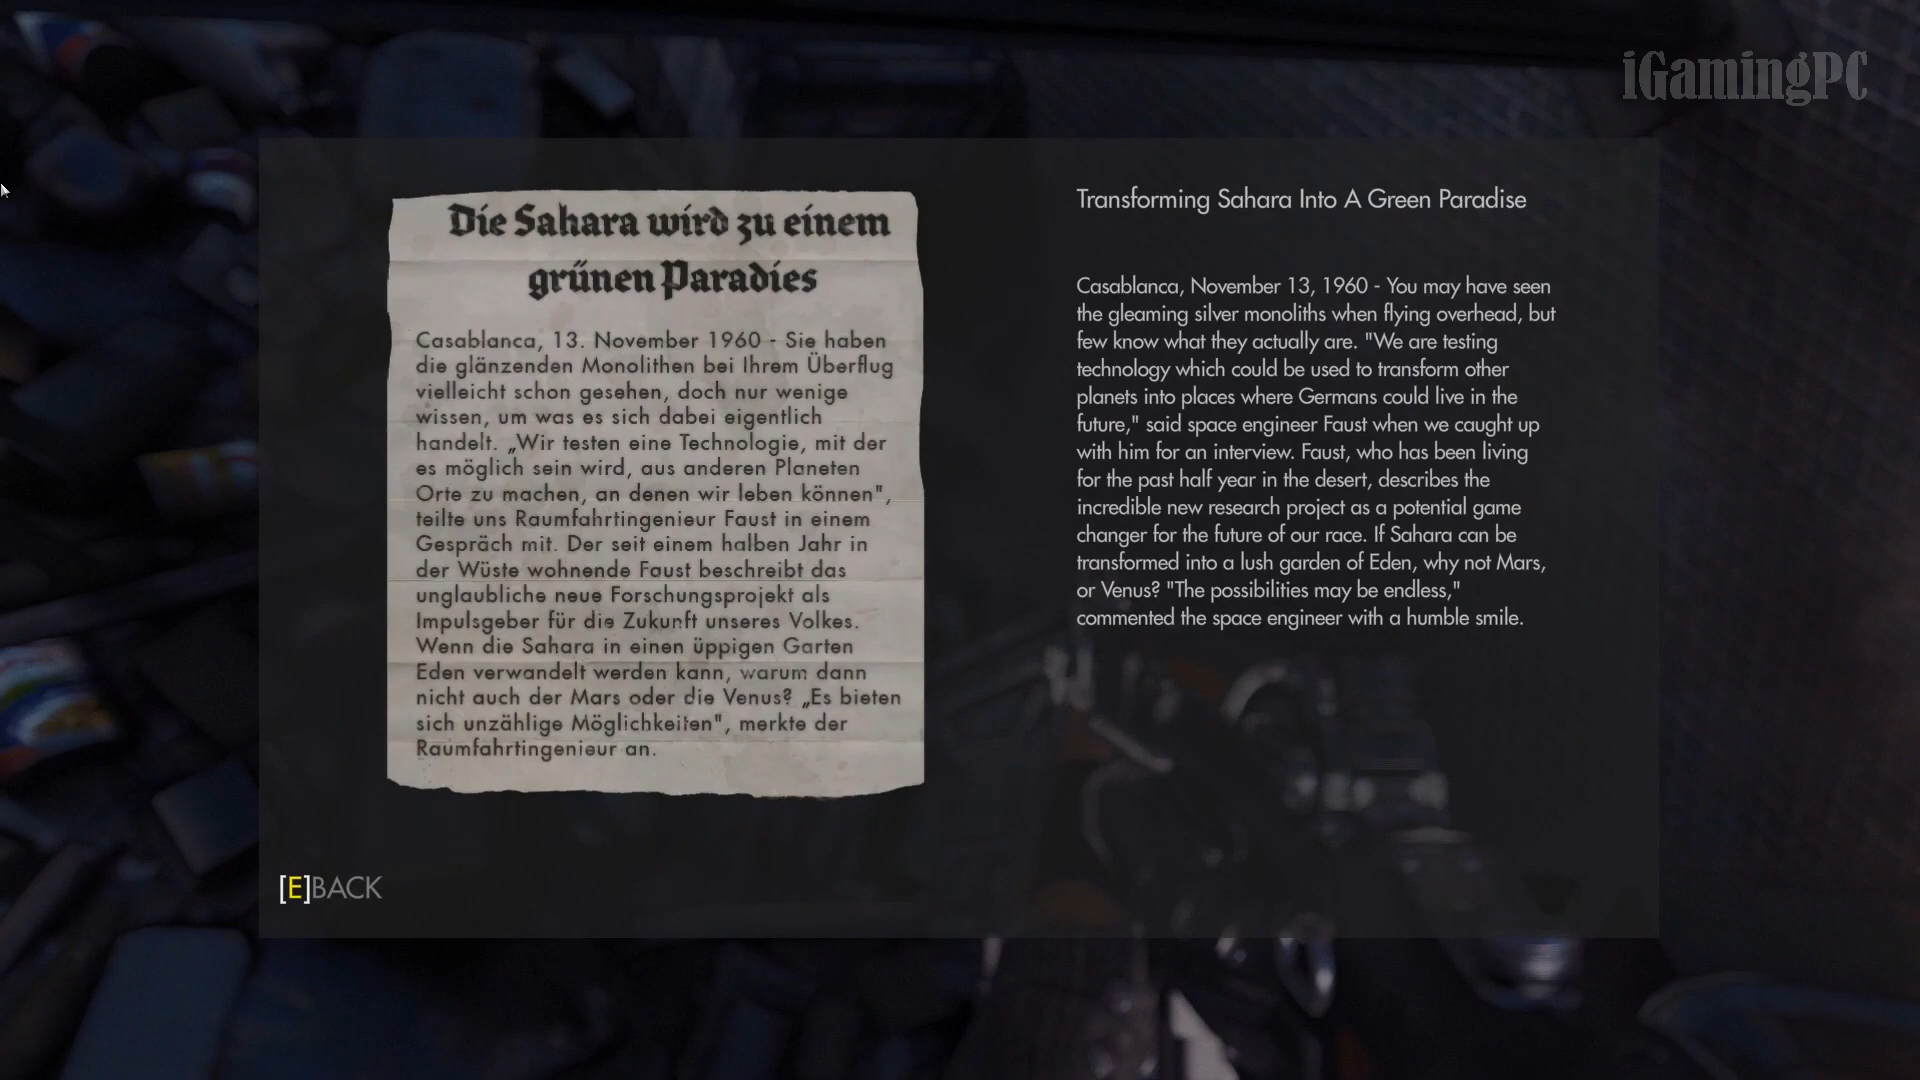 iGamingPC
Die Sahara wird zu einem
grünen Paradies
Casablanca, 13. November 1960 - Sie haben
die glänzenden Monolithen bei Ihrem Überflug
vielleicht schon gesehen, doch nur wenige
wissen, um was es sich dabei eigentlich
handelt. „Wir testen eine Technologie, mit der
es möglich sein wird, aus anderen Planeten
Orte zu machen, an denen wir leben können",
teilte uns Raumfahrtingenieur Faust in einem
Gespräch mit. Der seit einem halben Jahr in
der Wüste wohnende Faust beschreibt das
unglaubliche neue Forschungsprojekt als
Impulsgeber für die Zukunft unseres Volkes.
Wenn die Sahara in einen üppigen Garten
Eden verwandelt werden kann, warum dann
nicht auch der Mars oder die Venus? „Es bieten
sich unzählige Möglichkeiten", merkte der
Raumfahrtingenieur an.
Transforming Sahara Into A Green Paradise
Casablanca, November 13, 1960 - You may have seen
the gleaming silver monoliths when flying overhead, but
few know what they actually are. "We are testing
technology which could be used to transform other
planets into places where Germans could live in the
future," said space engineer Faust when we caught up
with him for an interview. Faust, who has been living
for the past half year in the desert, describes the
incredible new research project as a potential game
changer for the future of our race. If Sahara can be
transformed into a lush garden of Eden, why not Mars,
or Venus? "The possibilities may be endless,"
commented the space engineer with a humble smile.
[E]BACK